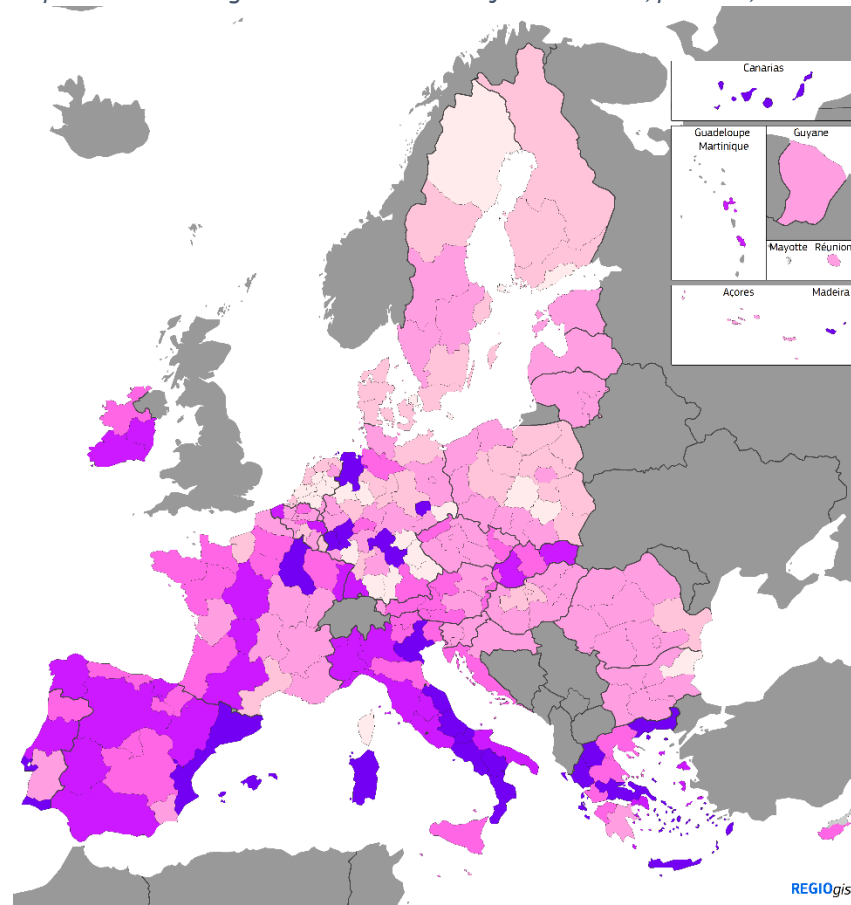 Canarias
Guadeloupe
Martinique
Guyane
Mayotte Réunion
Açores
Madeira
REGIOgis